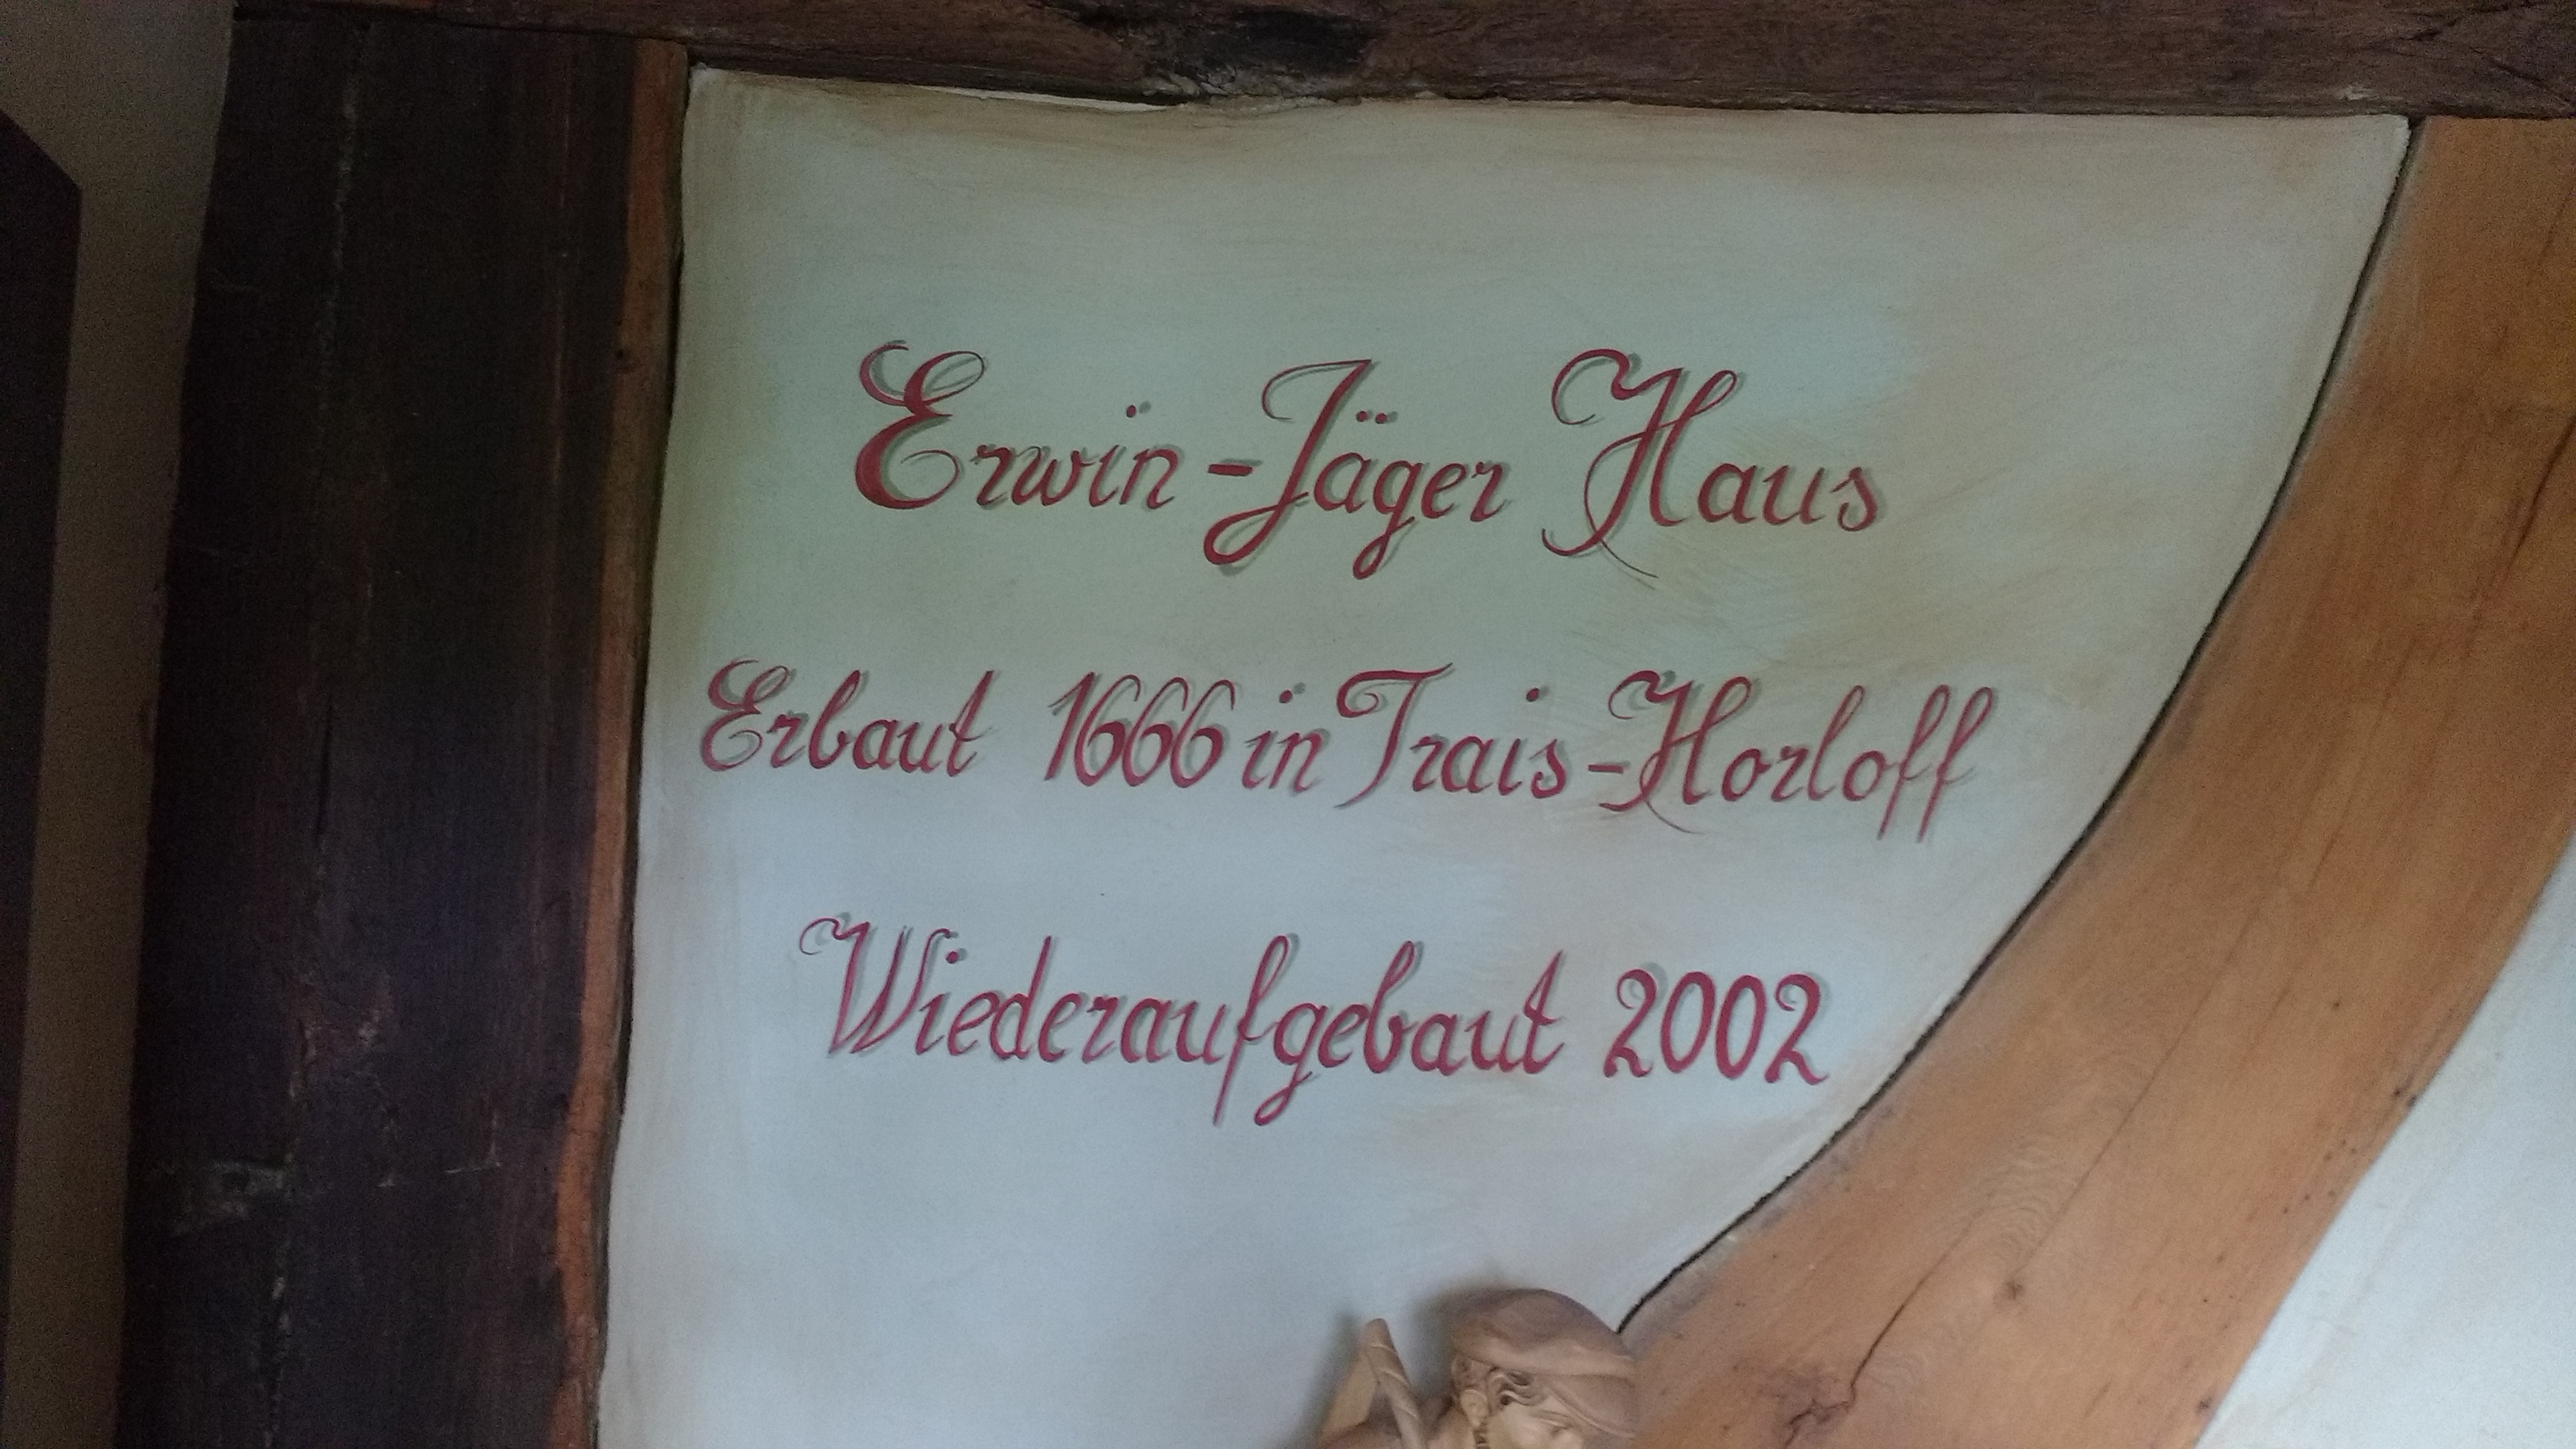 Erwin-Jäger Haus
Erbaut 1666 in Trais-Horloff
Wiederaufgebaut 2002